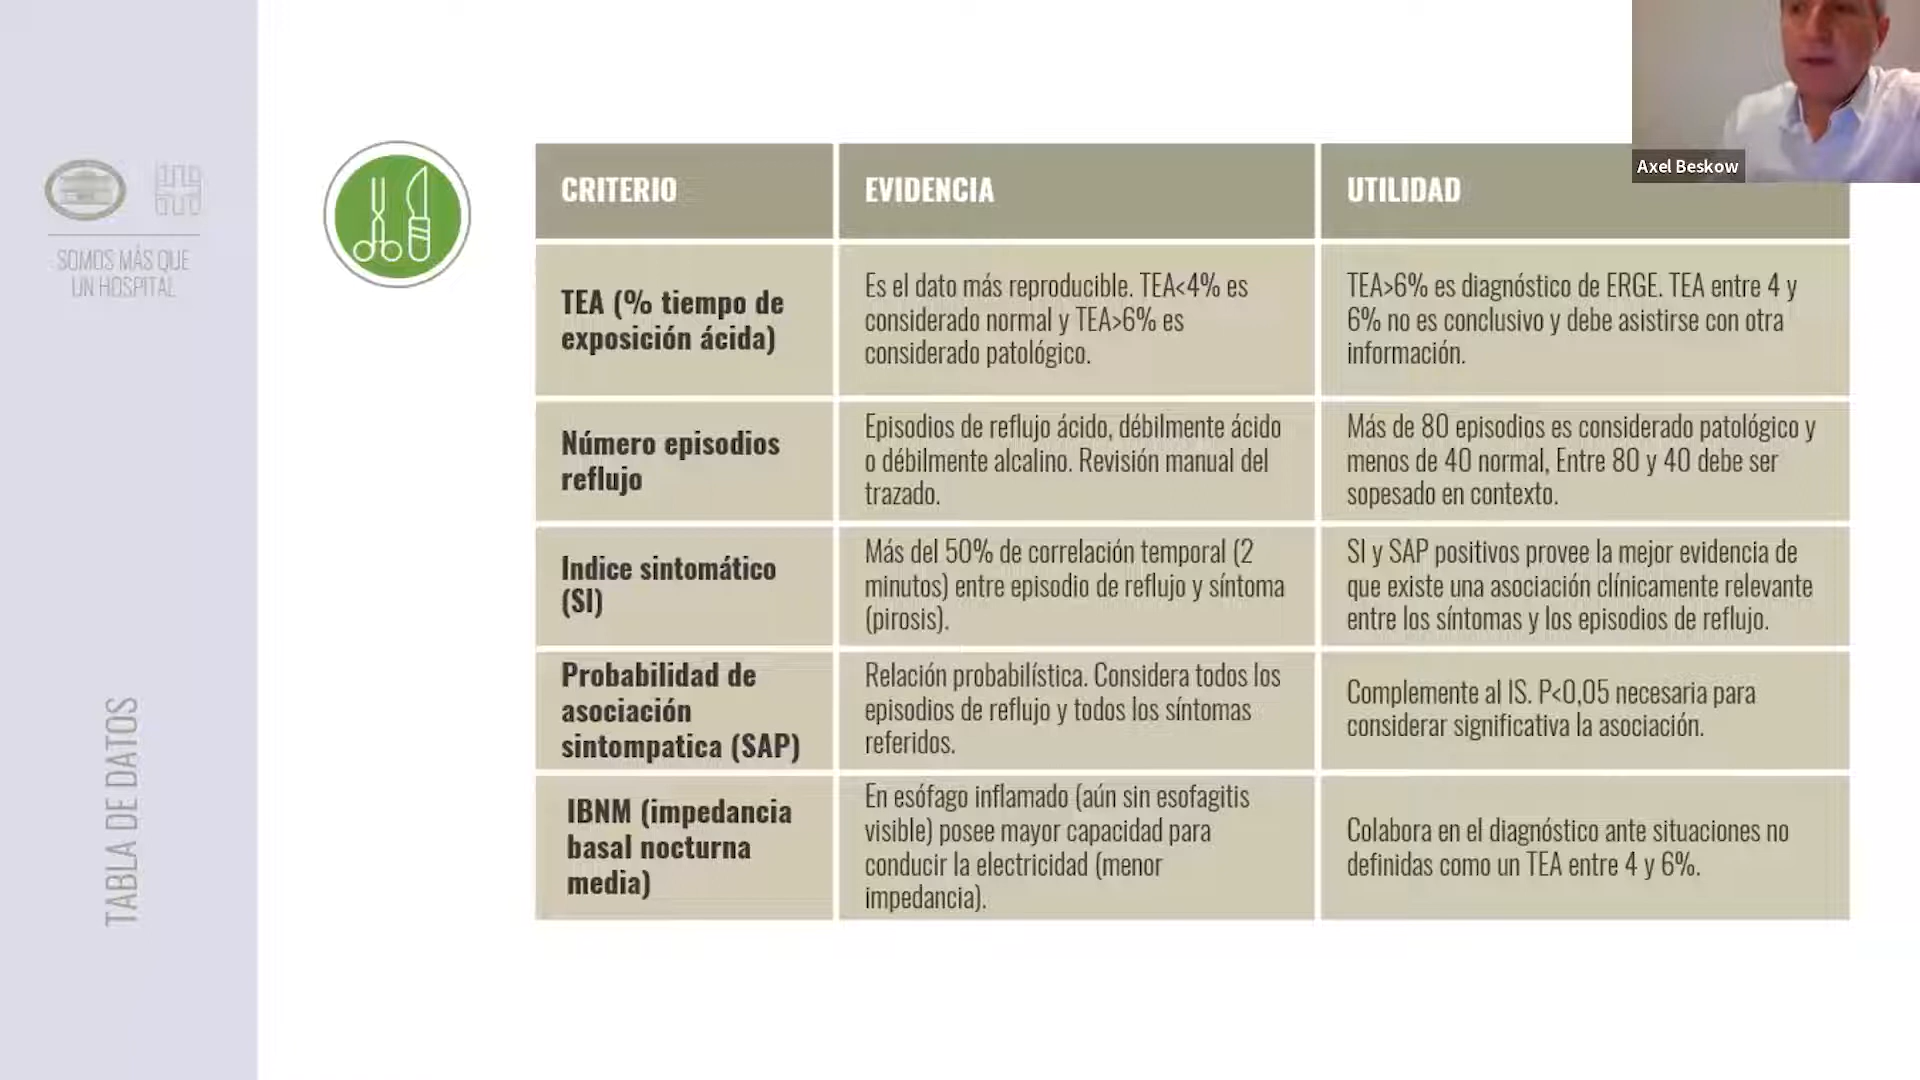 SOMOS MÁS QUE
UN HOSPITAL
TABLA DE DATOS
Axel Beskow
CRITERIO
EVIDENCIA
UTILIDAD
TEA (% tiempo de
exposición ácida)
Es el dato más reproducible. TEA<4% es
considerado normal y TEA>6% es
considerado patológico.
TEA>6% es diagnóstico de ERGE. TEA entre 4 y
6% no es conclusivo y debe asistirse con otra
información.
Número episodios
reflujo
Episodios de reflujo ácido, débilmente ácido
o débilmente alcalino. Revisión manual del
trazado.
Más de 80 episodios es considerado patológico y
menos de 40 normal, Entre 80 y 40 debe ser
sopesado en contexto.
Indice sintomático
(SI)
Más del 50% de correlación temporal (2
minutos) entre episodio de reflujo y síntoma
(pirosis).
SI y SAP positivos provee la mejor evidencia de
que existe una asociación clínicamente relevante
entre los síntomas y los episodios de reflujo.
Probabilidad de
asociación
sintompatica (SAP)
Relación probabilística. Considera todos los
episodios de reflujo y todos los síntomas
referidos.
Complemente al IS. P<0,05 necesaria para
considerar significativa la asociación.
IBNM (impedancia
basal nocturna
media)
En esófago inflamado (aún sin esofagitis
visible) posee mayor capacidad para
conducir la electricidad (menor
impedancia).
Colabora en el diagnóstico ante situaciones no
definidas como un TEA entre 4 y 6%.